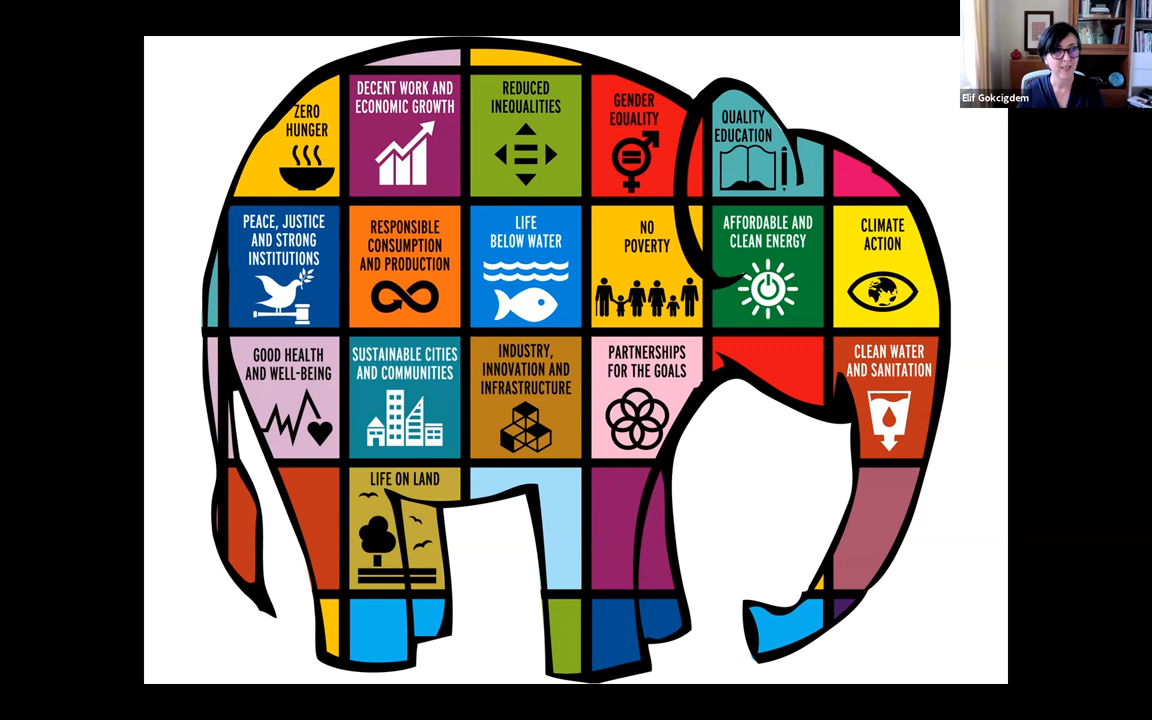 Elif Gokcigdem
ZERO
HUNGER
DECENT WORK AND
ECONOMIC GROWTH
REDUCED
INEQUALITIES
GENDER
EQUALITY
QUALITY
EDUCATION
PEACE, JUSTICE
AND STRONG
INSTITUTIONS
RESPONSIBLE
CONSUMPTION
AND PRODUCTION
LIFE
BELOW WATER
NO
POVERTY
AFFORDABLE AND
CLEAN ENERGY
CLIMATE
ACTION
GOOD HEALTH
AND WELL-BEING
SUSTAINABLE CITIES
AND COMMUNITIES
INDUSTRY,
INNOVATION AND
INFRASTRUCTURE
PARTNERSHIPS
FOR THE GOALS
CLEAN WATER
AND SANITATION
LIFE ON LAND